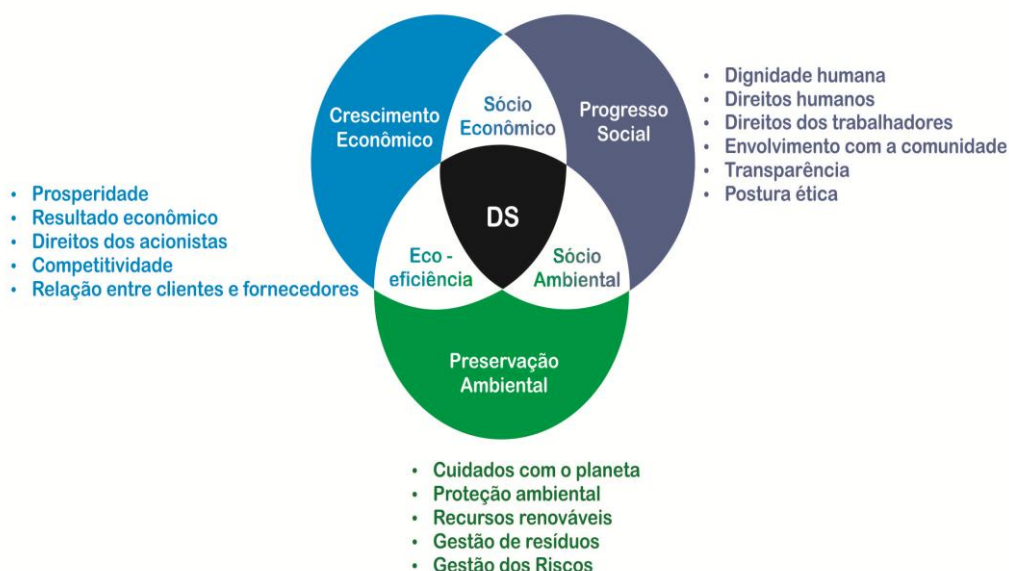 Crescimento
Econômico
Sócio
Econômico
Progresso
Social
• Dignidade humana
• Direitos humanos
• Direitos dos trabalhadores
• Envolvimento com a comunidade
• Transparência
• Postura ética
• Prosperidade
• Resultado econômico
• Direitos dos acionistas
• Competitividade
• Relação entre clientes e fornecedores
DS
Eco -
eficiência
Sócio
Ambiental
Preservação
Ambiental
• Cuidados com o planeta
• Proteção ambiental
• Recursos renováveis
• Gestão de resíduos
• Gestão dos Riscos